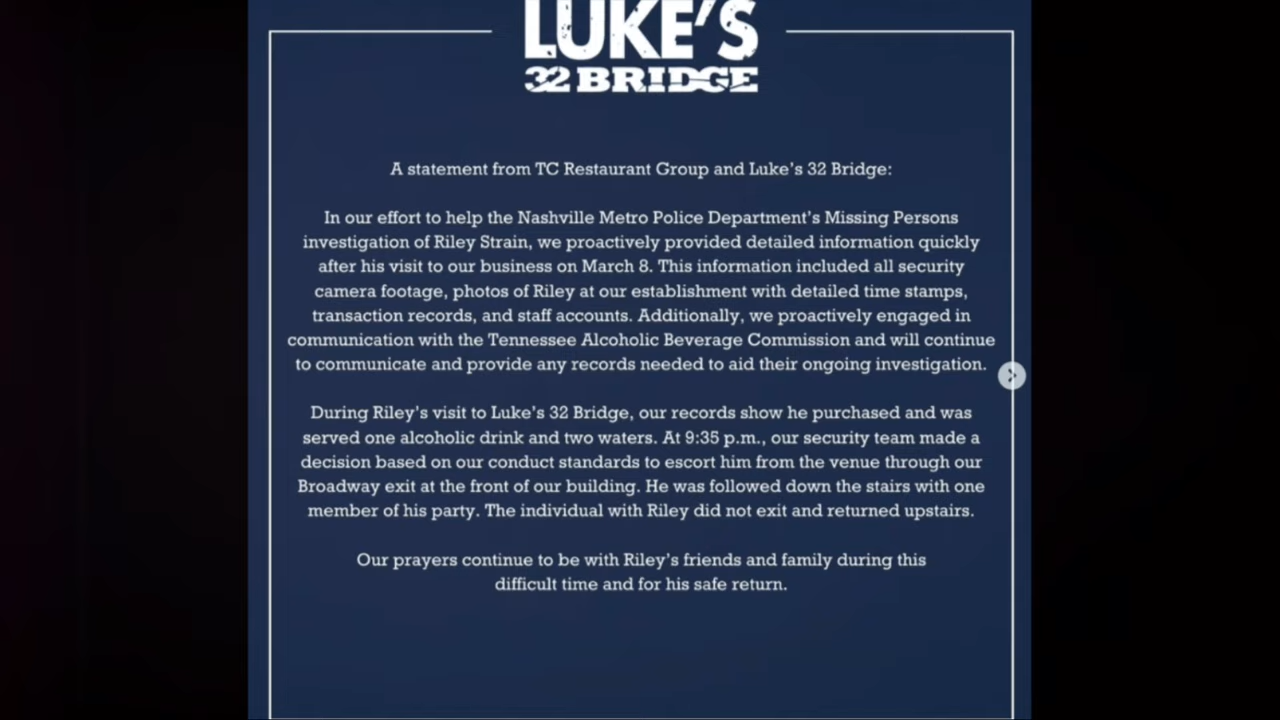 LUKE'S
32 BRIDGE
A statement from TC Restaurant Group and Luke's 32 Bridge:
In our effort to help the Nashville Metro Police Department's Missing Persons
investigation of Riley Strain, we proactively provided detailed information quickly
after his visit to our business on March 8. This information included all security
camera footage, photos of Riley at our establishment with detailed time stamps,
transaction records, and staff accounts. Additionally, we proactively engaged in
communication with the Tennessee Alcoholic Beverage Commission and will continue
to communicate and provide any records needed to aid their ongoing investigation.
During Riley's visit to Luke's 32 Bridge, our records show he purchased and was
served one alcoholic drink and two waters. At 9:35 p.m., our security team made a
decision based on our conduct standards to escort him from the venue through our
Broadway exit at the front of our building. He was followed down the stairs with one
member of his party. The individual with Riley did not exit and returned upstairs.
Our prayers continue to be with Riley's friends and family during this
difficult time and for his safe return.